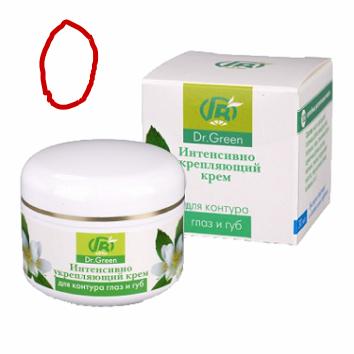 Dr.Green
Интенсивно
укрепляющий
крем
для контура
глаз и губ
Dr.Green
Интенсивно
укрепляющий крем
для контура глаз и губ